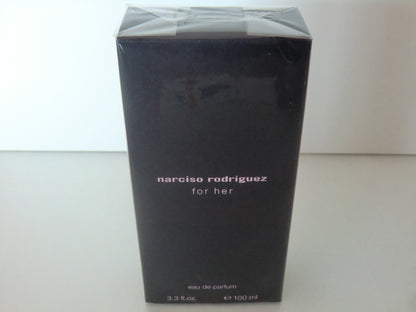 narciso rodriguez
for her
eau de parfum
3.3 fl.oz. ℮ 100 ml